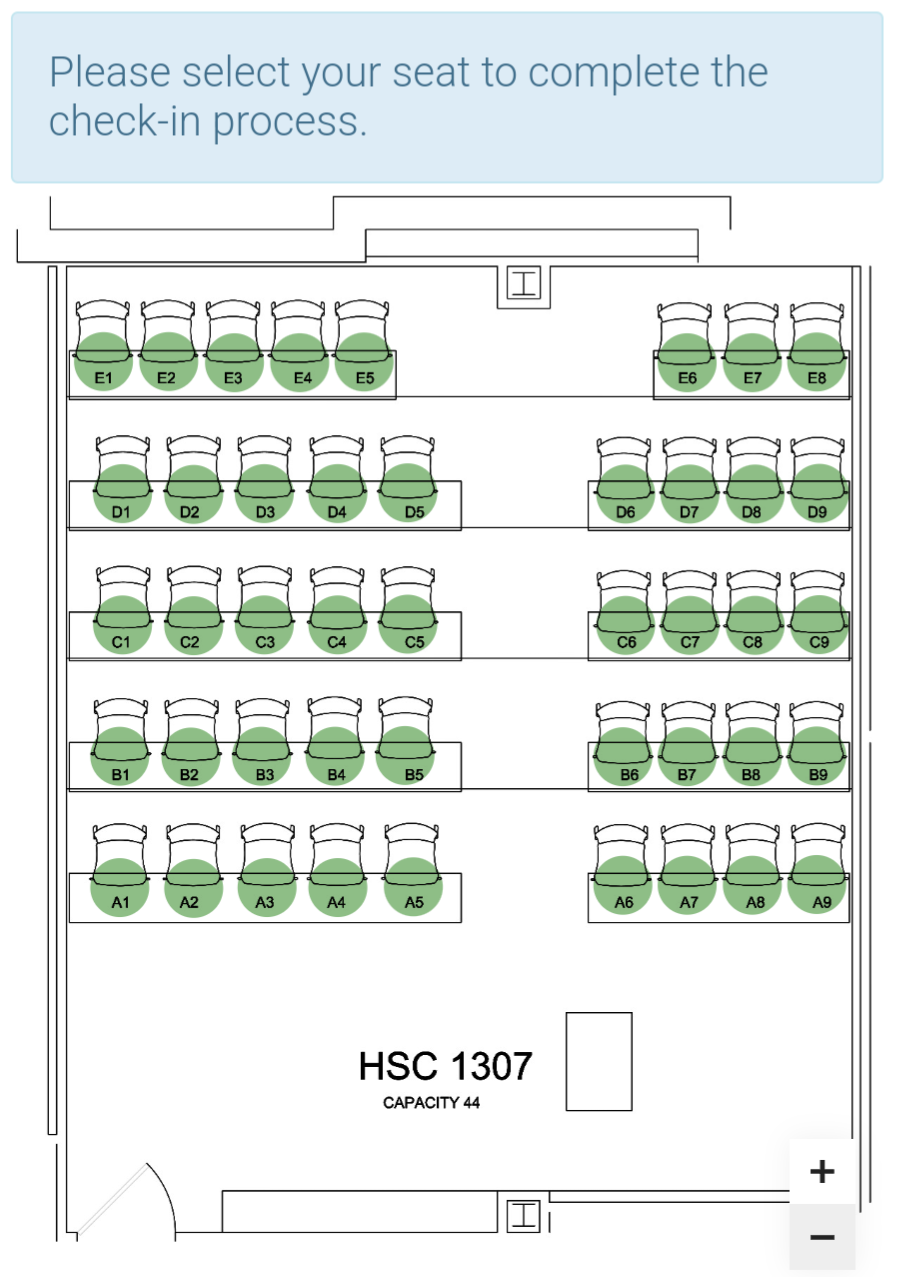 Please select your seat to complete the
check-in process.
E1 E2 E3 E4 E5 E6 E7 E8
D1 D2 D3 D4 D5 D6 D7 D8 D9
C1 C2 C3 C4 C5 C6 C7 C8 C9
B1 B2 B3 B4 B5 B6 B7 B8 B9
A1 A2 A3 A4 A5 A6 A7 A8 A9
HSC 1307
CAPACITY 44
+
−